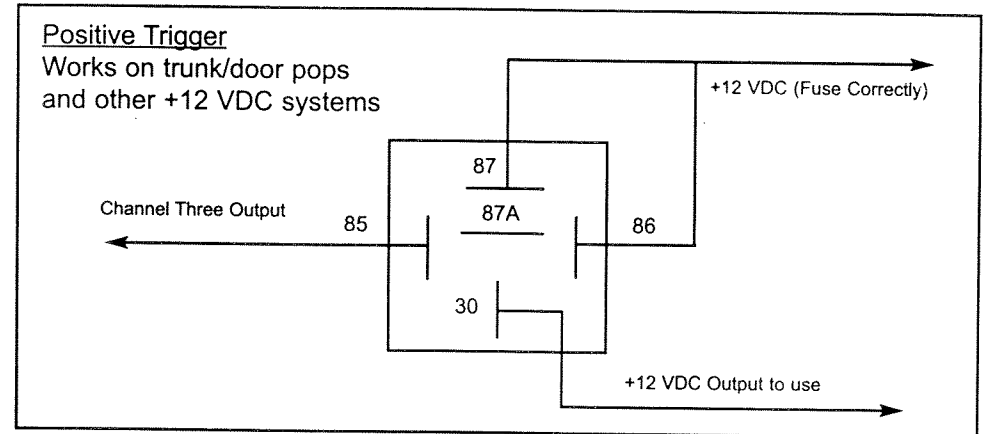 Positive Trigger
Works on trunk/door pops
and other +12 VDC systems
+12 VDC (Fuse Correctly)
87
Channel Three Output
85
87A
86
30
+12 VDC Output to use